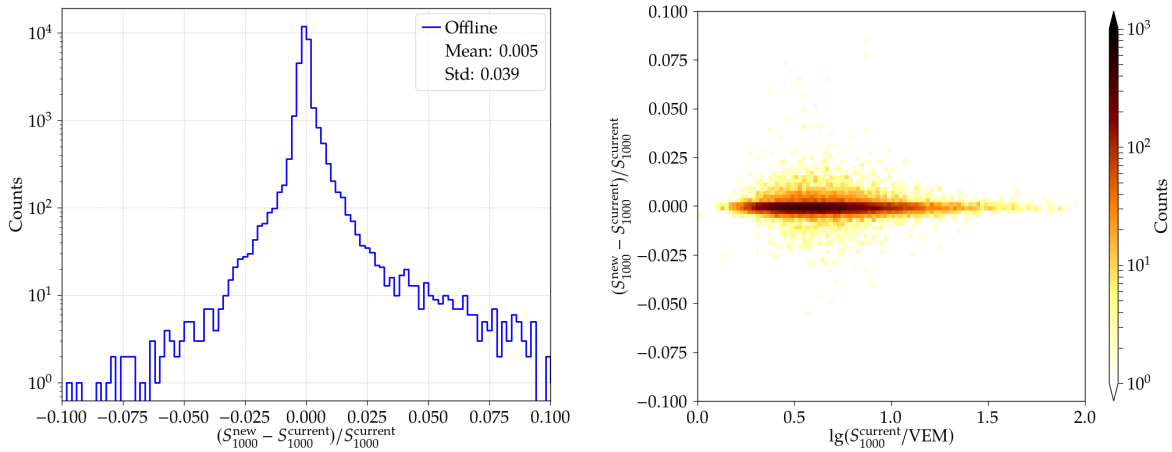 Offline
Mean: 0.005
Std: 0.039
Counts
10^4
10^3
10^2
10^1
10^0
−0.100 −0.075 −0.050 −0.025 0.000 0.025 0.050 0.075 0.100
(S_1000^new − S_1000^current)/S_1000^current
(S_1000^new − S_1000^current)/S_1000^current
0.100
0.075
0.050
0.025
0.000
−0.025
−0.050
−0.075
−0.100
0.0 0.5 1.0 1.5 2.0
lg(S_1000^current/VEM)
10^3
10^2
10^1
10^0
Counts